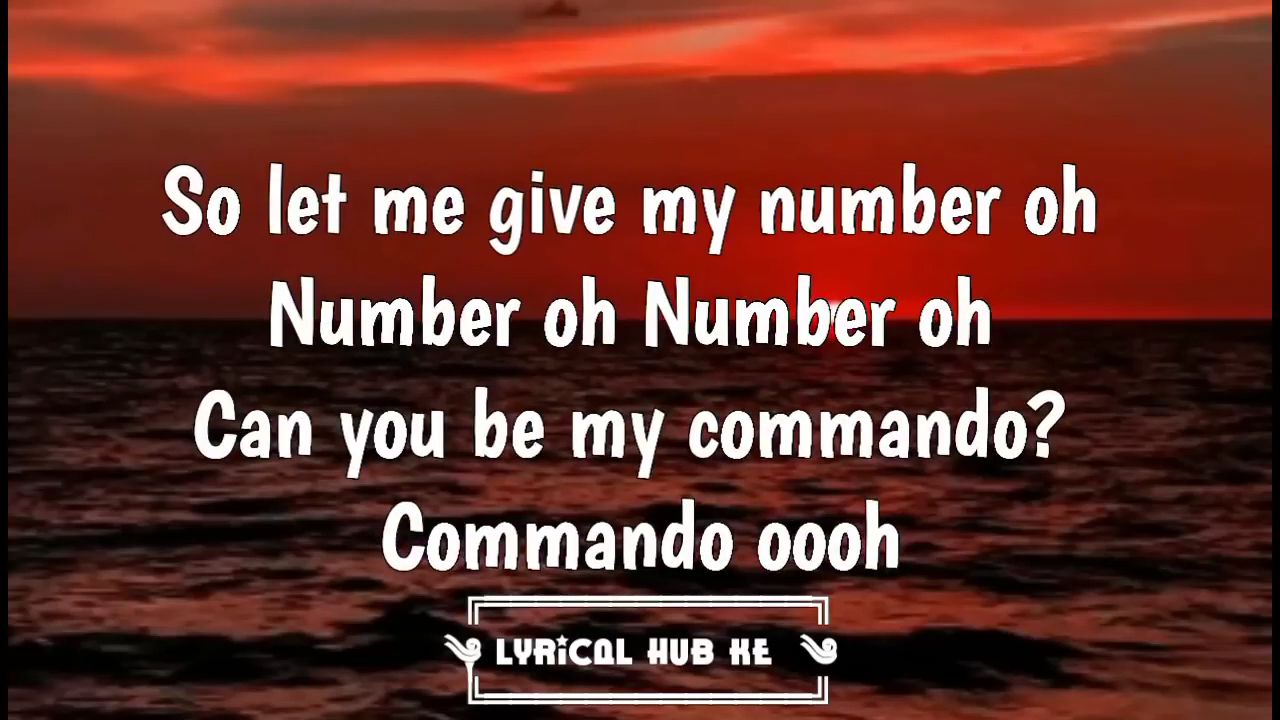 So let me give my number oh
Number oh Number oh
Can you be my commando?
Commando oooh
LYRiCAL HUB KE